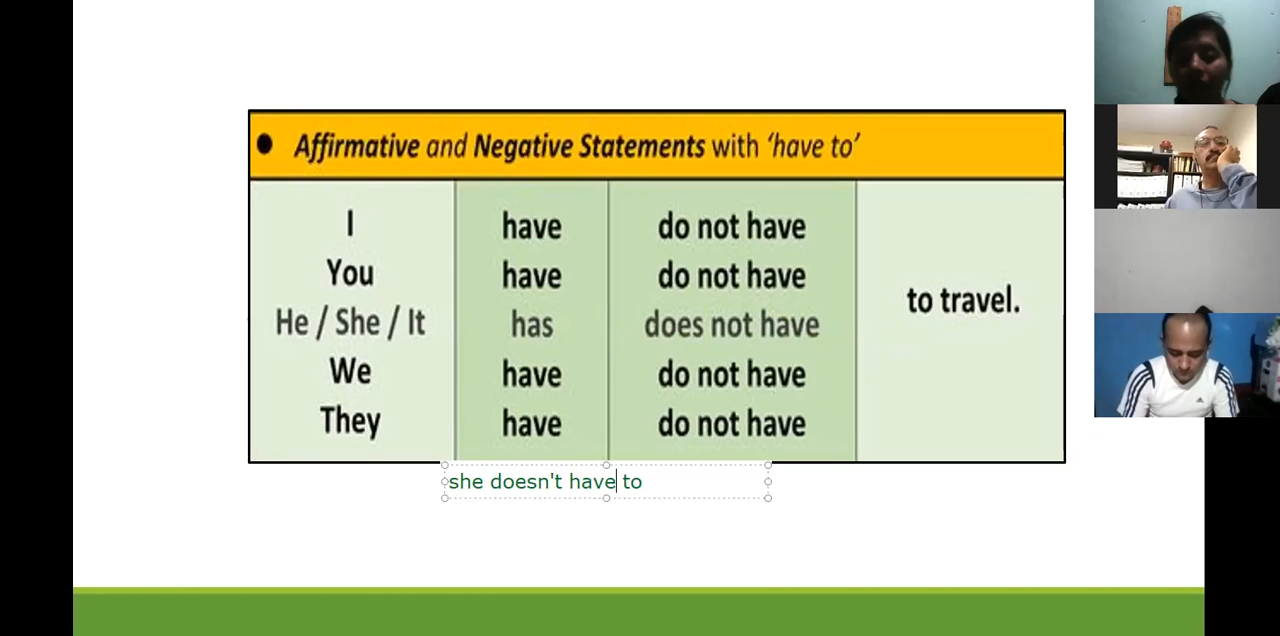 ● Affirmative and Negative Statements with ‘have to’
I have do not have
You have do not have
He / She / It has does not have
to travel.
We have do not have
They have do not have
she doesn't have to